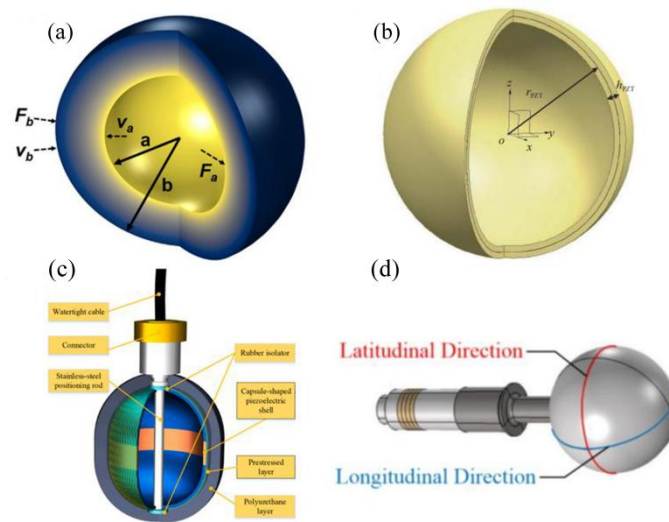 (a)
(b)
F_b
v_b
v_a
a
b
F_a
z
r_PZT
h_PZT
o
y
x
(c)
(d)
Watertight cable
Connector
Stainless-steel
positioning rod
Rubber isolator
Capsule-shaped
piezoelectric
shell
Prestressed
layer
Polyurethane
layer
Latitudinal Direction
Longitudinal Direction